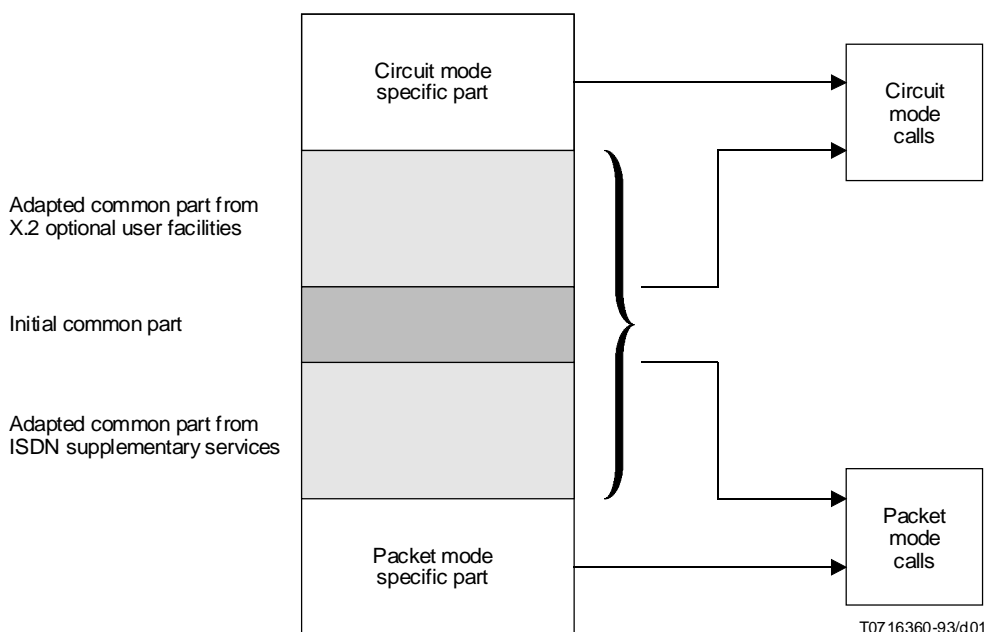 Circuit mode
specific part
Circuit
mode
calls
Adapted common part from
X.2 optional user facilities
Initial common part
Adapted common part from
ISDN supplementary services
Packet mode
specific part
Packet
mode
calls
T0716360-93/d01